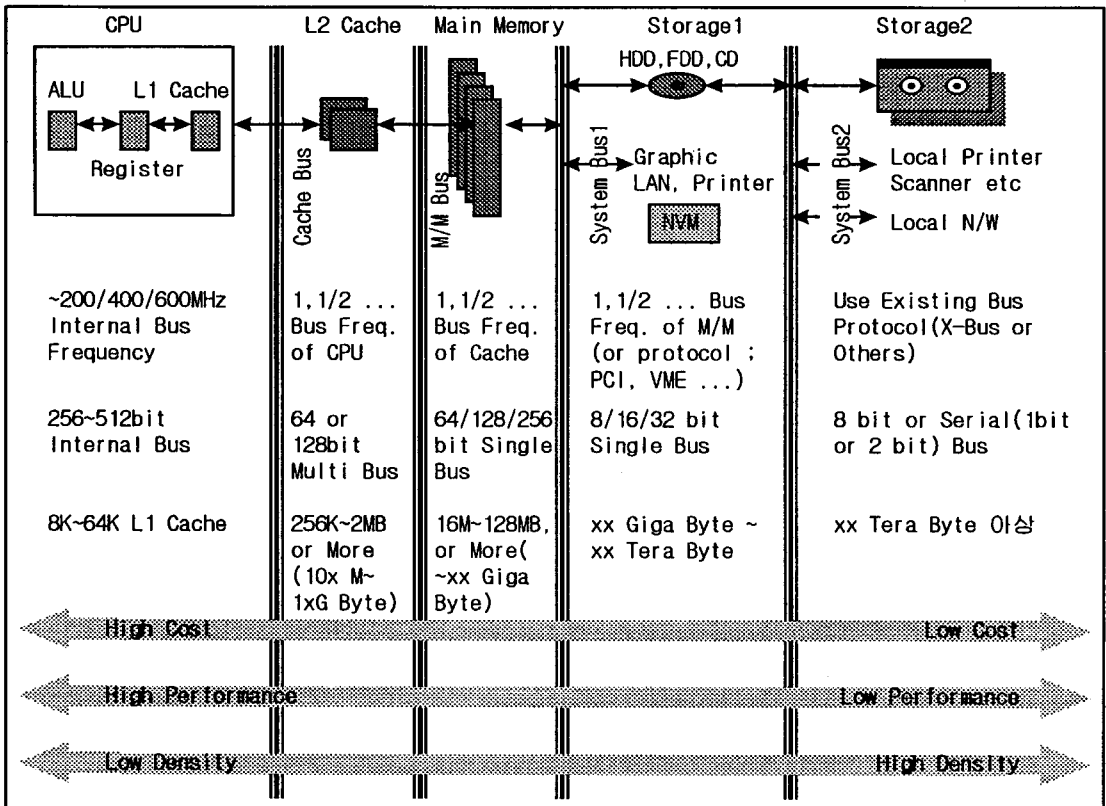 CPU
L2 Cache
Main Memory
Storage1
Storage2
ALU
L1 Cache
Register
Cache Bus
M/M Bus
HDD,FDD,CD
System Bus1
Graphic
LAN, Printer
NVM
System Bus2
Local Printer
Scanner etc
Local N/W
~200/400/600MHz
Internal Bus
Frequency
1,1/2 ...
Bus Freq.
of CPU
1,1/2 ...
Bus Freq.
of Cache
1,1/2 ... Bus
Freq. of M/M
(or protocol ;
PCI, VME ...)
Use Existing Bus
Protocol(X-Bus or
Others)
256~512bit
Internal Bus
64 or
128bit
Multi Bus
64/128/256
bit Single
Bus
8/16/32 bit
Single Bus
8 bit or Serial(1bit
or 2 bit) Bus
8K~64K L1 Cache
256K~2MB
or More
(10x M~
1xG Byte)
16M~128MB,
or More(
~xx Giga
Byte)
xx Giga Byte ~
xx Tera Byte
xx Tera Byte 이상
High Cost
Low Cost
High Performance
Low Performance
Low Density
High Density